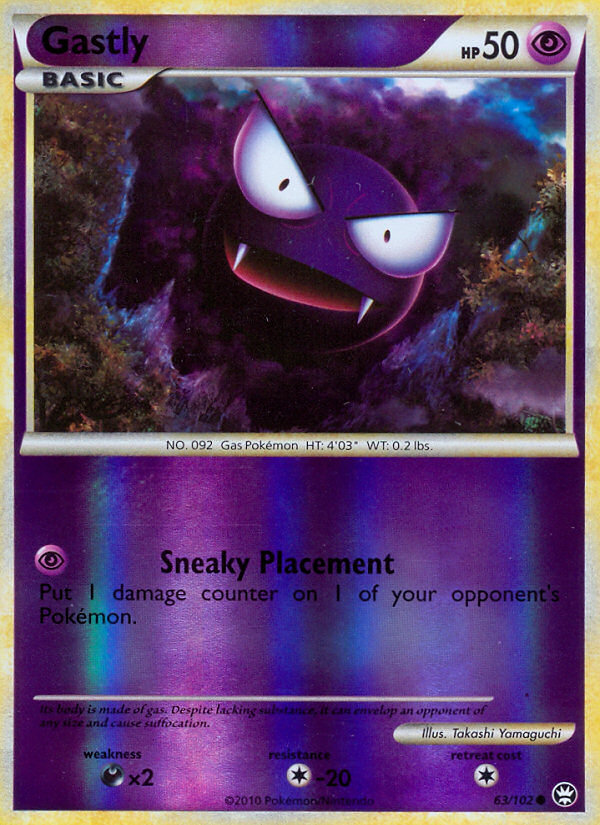 Gastly
HP 50
BASIC
NO. 092 Gas Pokémon HT: 4'03" WT: 0.2 lbs.
Sneaky Placement
Put 1 damage counter on 1 of your opponent's
Pokémon.
Its body is made of gas. Despite lacking substance, it can envelop an opponent of
any size and cause suffocation.
Illus. Takashi Yamaguchi
weakness resistance retreat cost
×2 -20
©2010 Pokémon/Nintendo 63/102